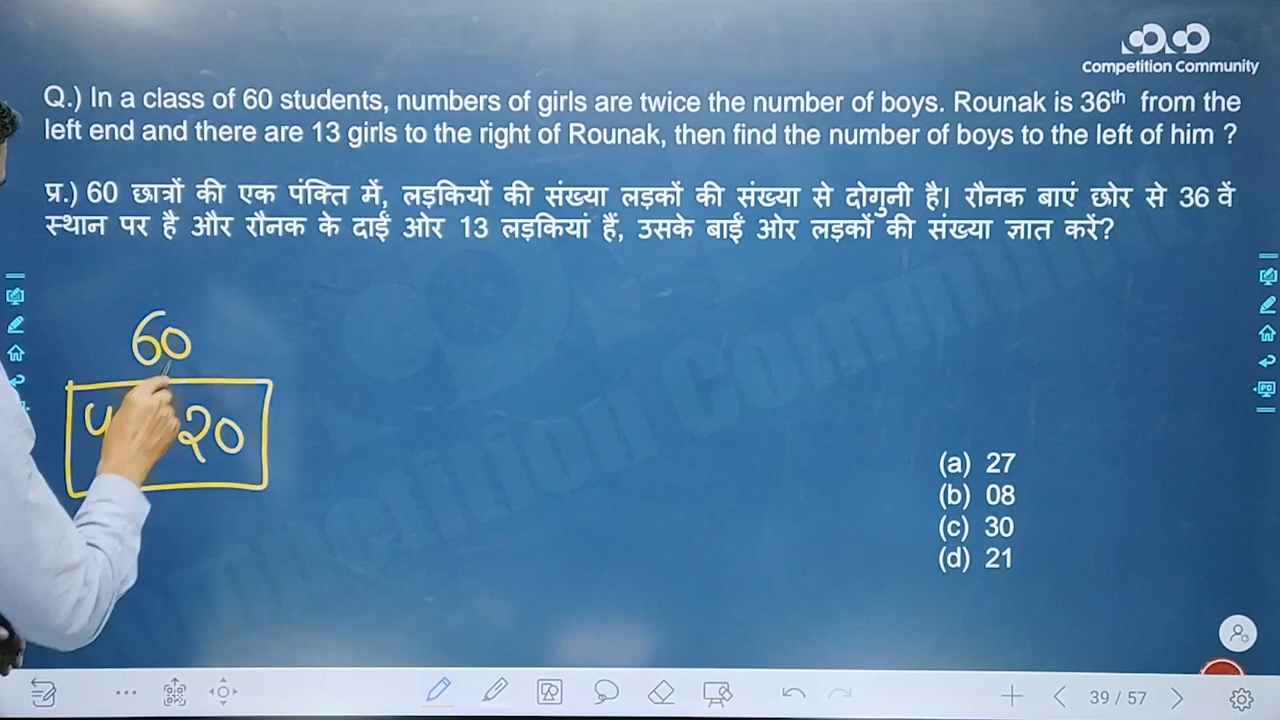 Competition Community
Q.) In a class of 60 students, numbers of girls are twice the number of boys. Rounak is 36th from the
left end and there are 13 girls to the right of Rounak, then find the number of boys to the left of him ?
प्र.) 60 छात्रों की एक पंक्ति में, लड़कियों की संख्या लड़कों की संख्या से दोगुनी है। रौनक बाएं छोर से 36 वें
स्थान पर है और रौनक के दाईं ओर 13 लड़कियां हैं, उसके बाईं ओर लड़कों की संख्या ज्ञात करें?
60
20
(a) 27
(b) 08
(c) 30
(d) 21
39 / 57